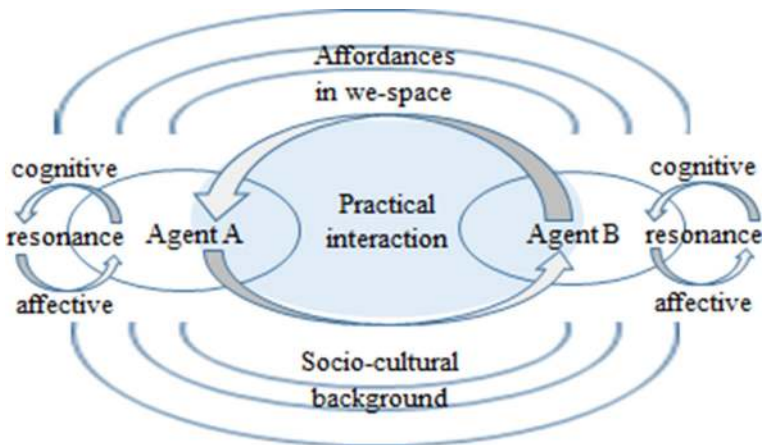 Affordances
in we-space
cognitive
cognitive
Practical
interaction
resonance
Agent A
Agent B
resonance
affective
affective
Socio-cultural
background